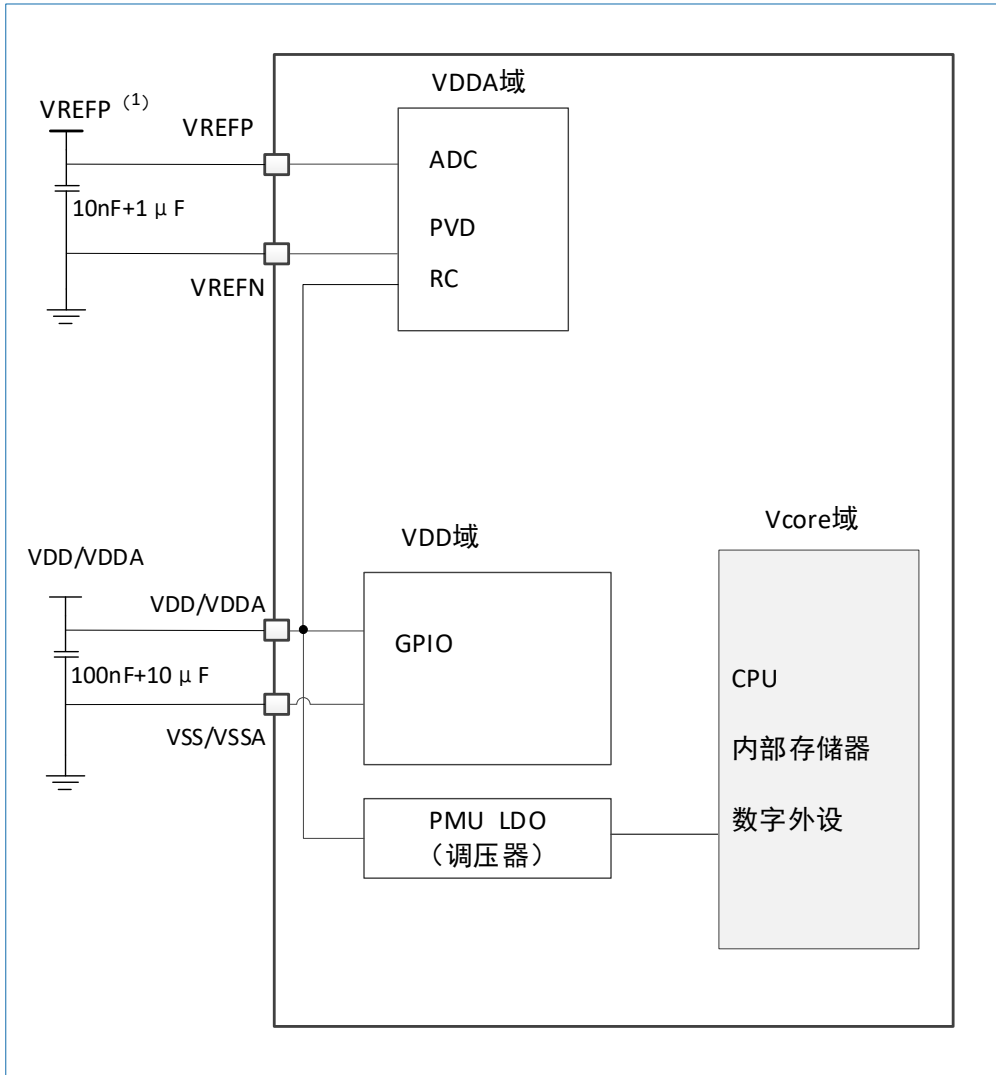 VDDA域
VREFP（1）
VREFP
ADC
10nF+1 μ F
PVD
VREFN
RC
Vcore域
VDD域
VDD/VDDA
VDD/VDDA
GPIO
100nF+10 μ F
CPU
VSS/VSSA
内部存储器
PMU LDO
（调压器）
数字外设